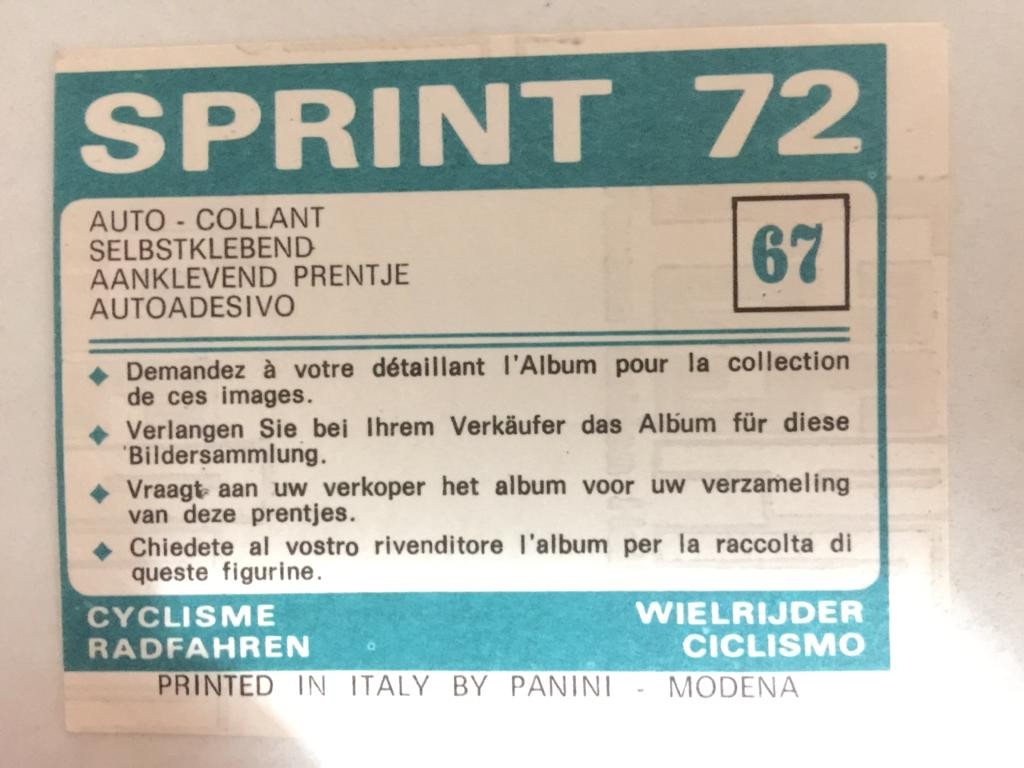 SPRINT 72
AUTO - COLLANT
SELBSTKLEBEND
AANKLEVEND PRENTJE
AUTOADESIVO
67
Demandez à votre détaillant l'Album pour la collection
de ces images.
Verlangen Sie bei Ihrem Verkäufer das Album für diese
Bildersammlung.
Vraagt aan uw verkoper het album voor uw verzameling
van deze prentjes.
Chiedete al vostro rivenditore l'album per la raccolta di
queste figurine.
CYCLISME WIELRIJDER
RADFAHREN CICLISMO
PRINTED IN ITALY BY PANINI - MODENA